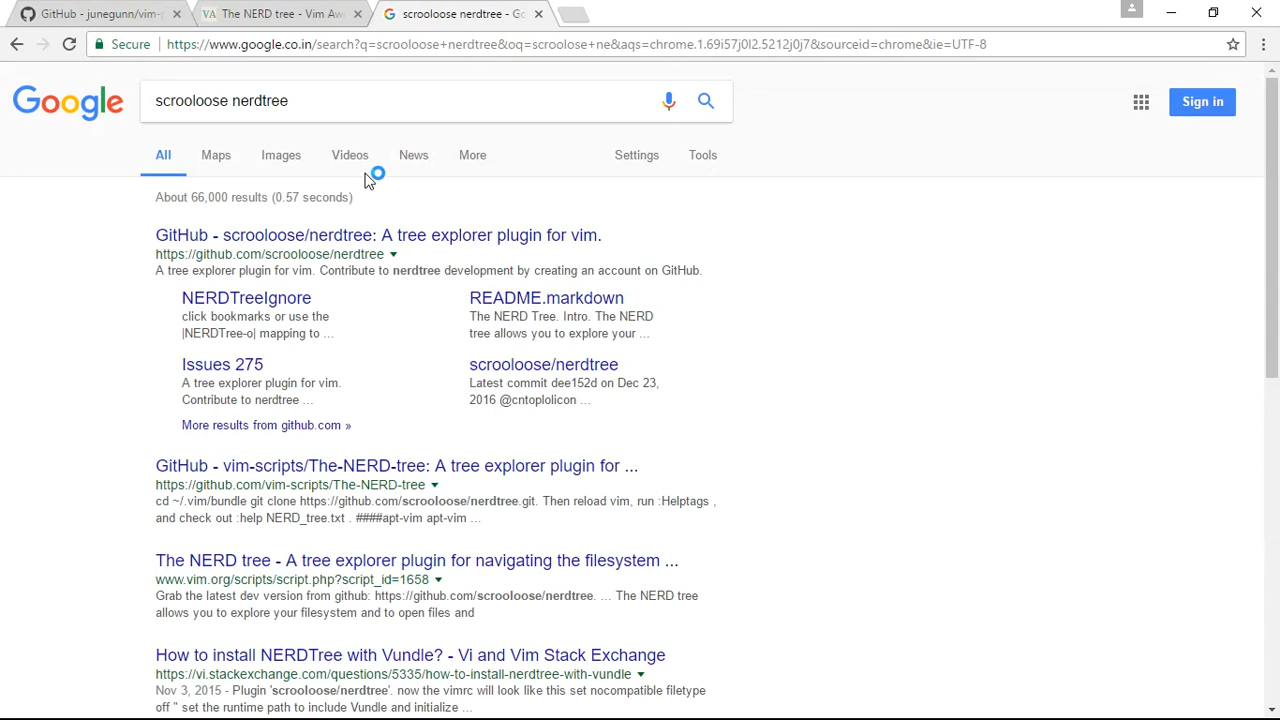 GitHub - junegunn/vim-p
The NERD tree - Vim Aw
scrooloose nerdtree - Go
Secure
https://www.google.co.in/search?q=scrooloose+nerdtree&oq=scroolose+ne&aqs=chrome.1.69i57j0l2.5212j0j7&sourceid=chrome&ie=UTF-8
Google
scrooloose nerdtree
Sign in
All Maps Images Videos News More Settings Tools
About 66,000 results (0.57 seconds)
GitHub - scrooloose/nerdtree: A tree explorer plugin for vim.
https://github.com/scrooloose/nerdtree
A tree explorer plugin for vim. Contribute to nerdtree development by creating an account on GitHub.
NERDTreeIgnore
click bookmarks or use the
|NERDTree-o| mapping to ...
README.markdown
The NERD Tree. Intro. The NERD
tree allows you to explore your ...
Issues 275
A tree explorer plugin for vim.
Contribute to nerdtree ...
scrooloose/nerdtree
Latest commit dee152d on Dec 23,
2016 @cntoplolicon ...
More results from github.com »
GitHub - vim-scripts/The-NERD-tree: A tree explorer plugin for ...
https://github.com/vim-scripts/The-NERD-tree
cd ~/.vim/bundle git clone https://github.com/scrooloose/nerdtree.git. Then reload vim, run :Helptags ,
and check out :help NERD_tree.txt . ####apt-vim apt-vim ...
The NERD tree - A tree explorer plugin for navigating the filesystem ...
www.vim.org/scripts/script.php?script_id=1658
Grab the latest dev version from github: https://github.com/scrooloose/nerdtree. ... The NERD tree
allows you to explore your filesystem and to open files and
How to install NERDTree with Vundle? - Vi and Vim Stack Exchange
https://vi.stackexchange.com/questions/5335/how-to-install-nerdtree-with-vundle
Nov 3, 2015 - Plugin 'scrooloose/nerdtree'. now the vimrc will look like this set nocompatible filetype
off " set the runtime path to include Vundle and initialize ...